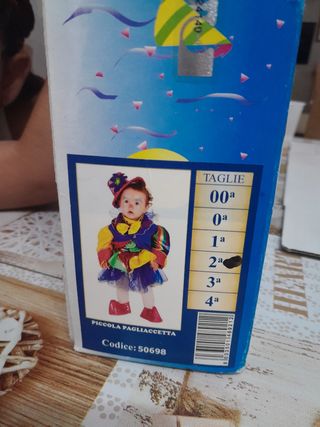 TAGLIE
00ª
0ª
1ª
2ª
3ª
4ª
PICCOLA PAGLIACCETTA
Codice: 50698